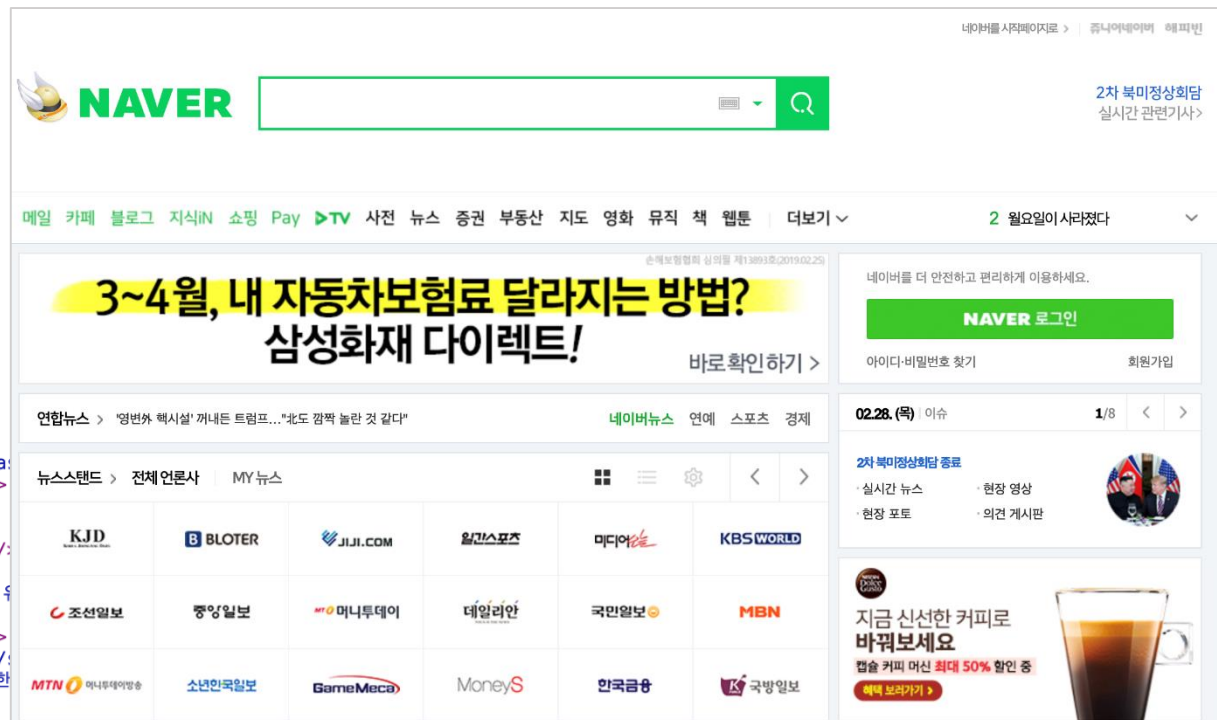 네이버를 시작페이지로 >
쥬니어네이버 해피빈
NAVER
2차 북미정상회담
실시간 관련기사>
메일 카페 블로그 지식iN 쇼핑 Pay TV 사전 뉴스 증권 부동산 지도 영화 뮤직 책 웹툰 더보기
2 월요일이 사라졌다
손해보험협회 심의필 제13893호(2019.02.25)
3~4월, 내 자동차보험료 달라지는 방법?
삼성화재 다이렉트!
바로 확인하기 >
네이버를 더 안전하고 편리하게 이용하세요.
NAVER 로그인
아이디·비밀번호 찾기 회원가입
연합뉴스 > '영변外 핵시설' 꺼내든 트럼프…"北도 깜짝 놀란 것 같다"
네이버뉴스 연예 스포츠 경제
02.28. (목) 이슈 1/8 < >
뉴스스탠드 > 전체 언론사 MY 뉴스 < >
2차 북미정상회담 종료
· 실시간 뉴스 · 현장 영상
· 현장 포토 · 의견 게시판
KJD BLOTER JIJI.COM 일간스포츠 미디어오늘 KBS WORLD
조선일보 중앙일보 MT 머니투데이 데일리안 국민일보 MBN
MTN 머니투데이방송 소년한국일보 GameMeca MoneyS 한국금융 국방일보
NESCAFÉ Dolce Gusto
지금 신선한 커피로
바꿔보세요
캡슐 커피 머신 최대 50% 할인 중
혜택 보러가기 >